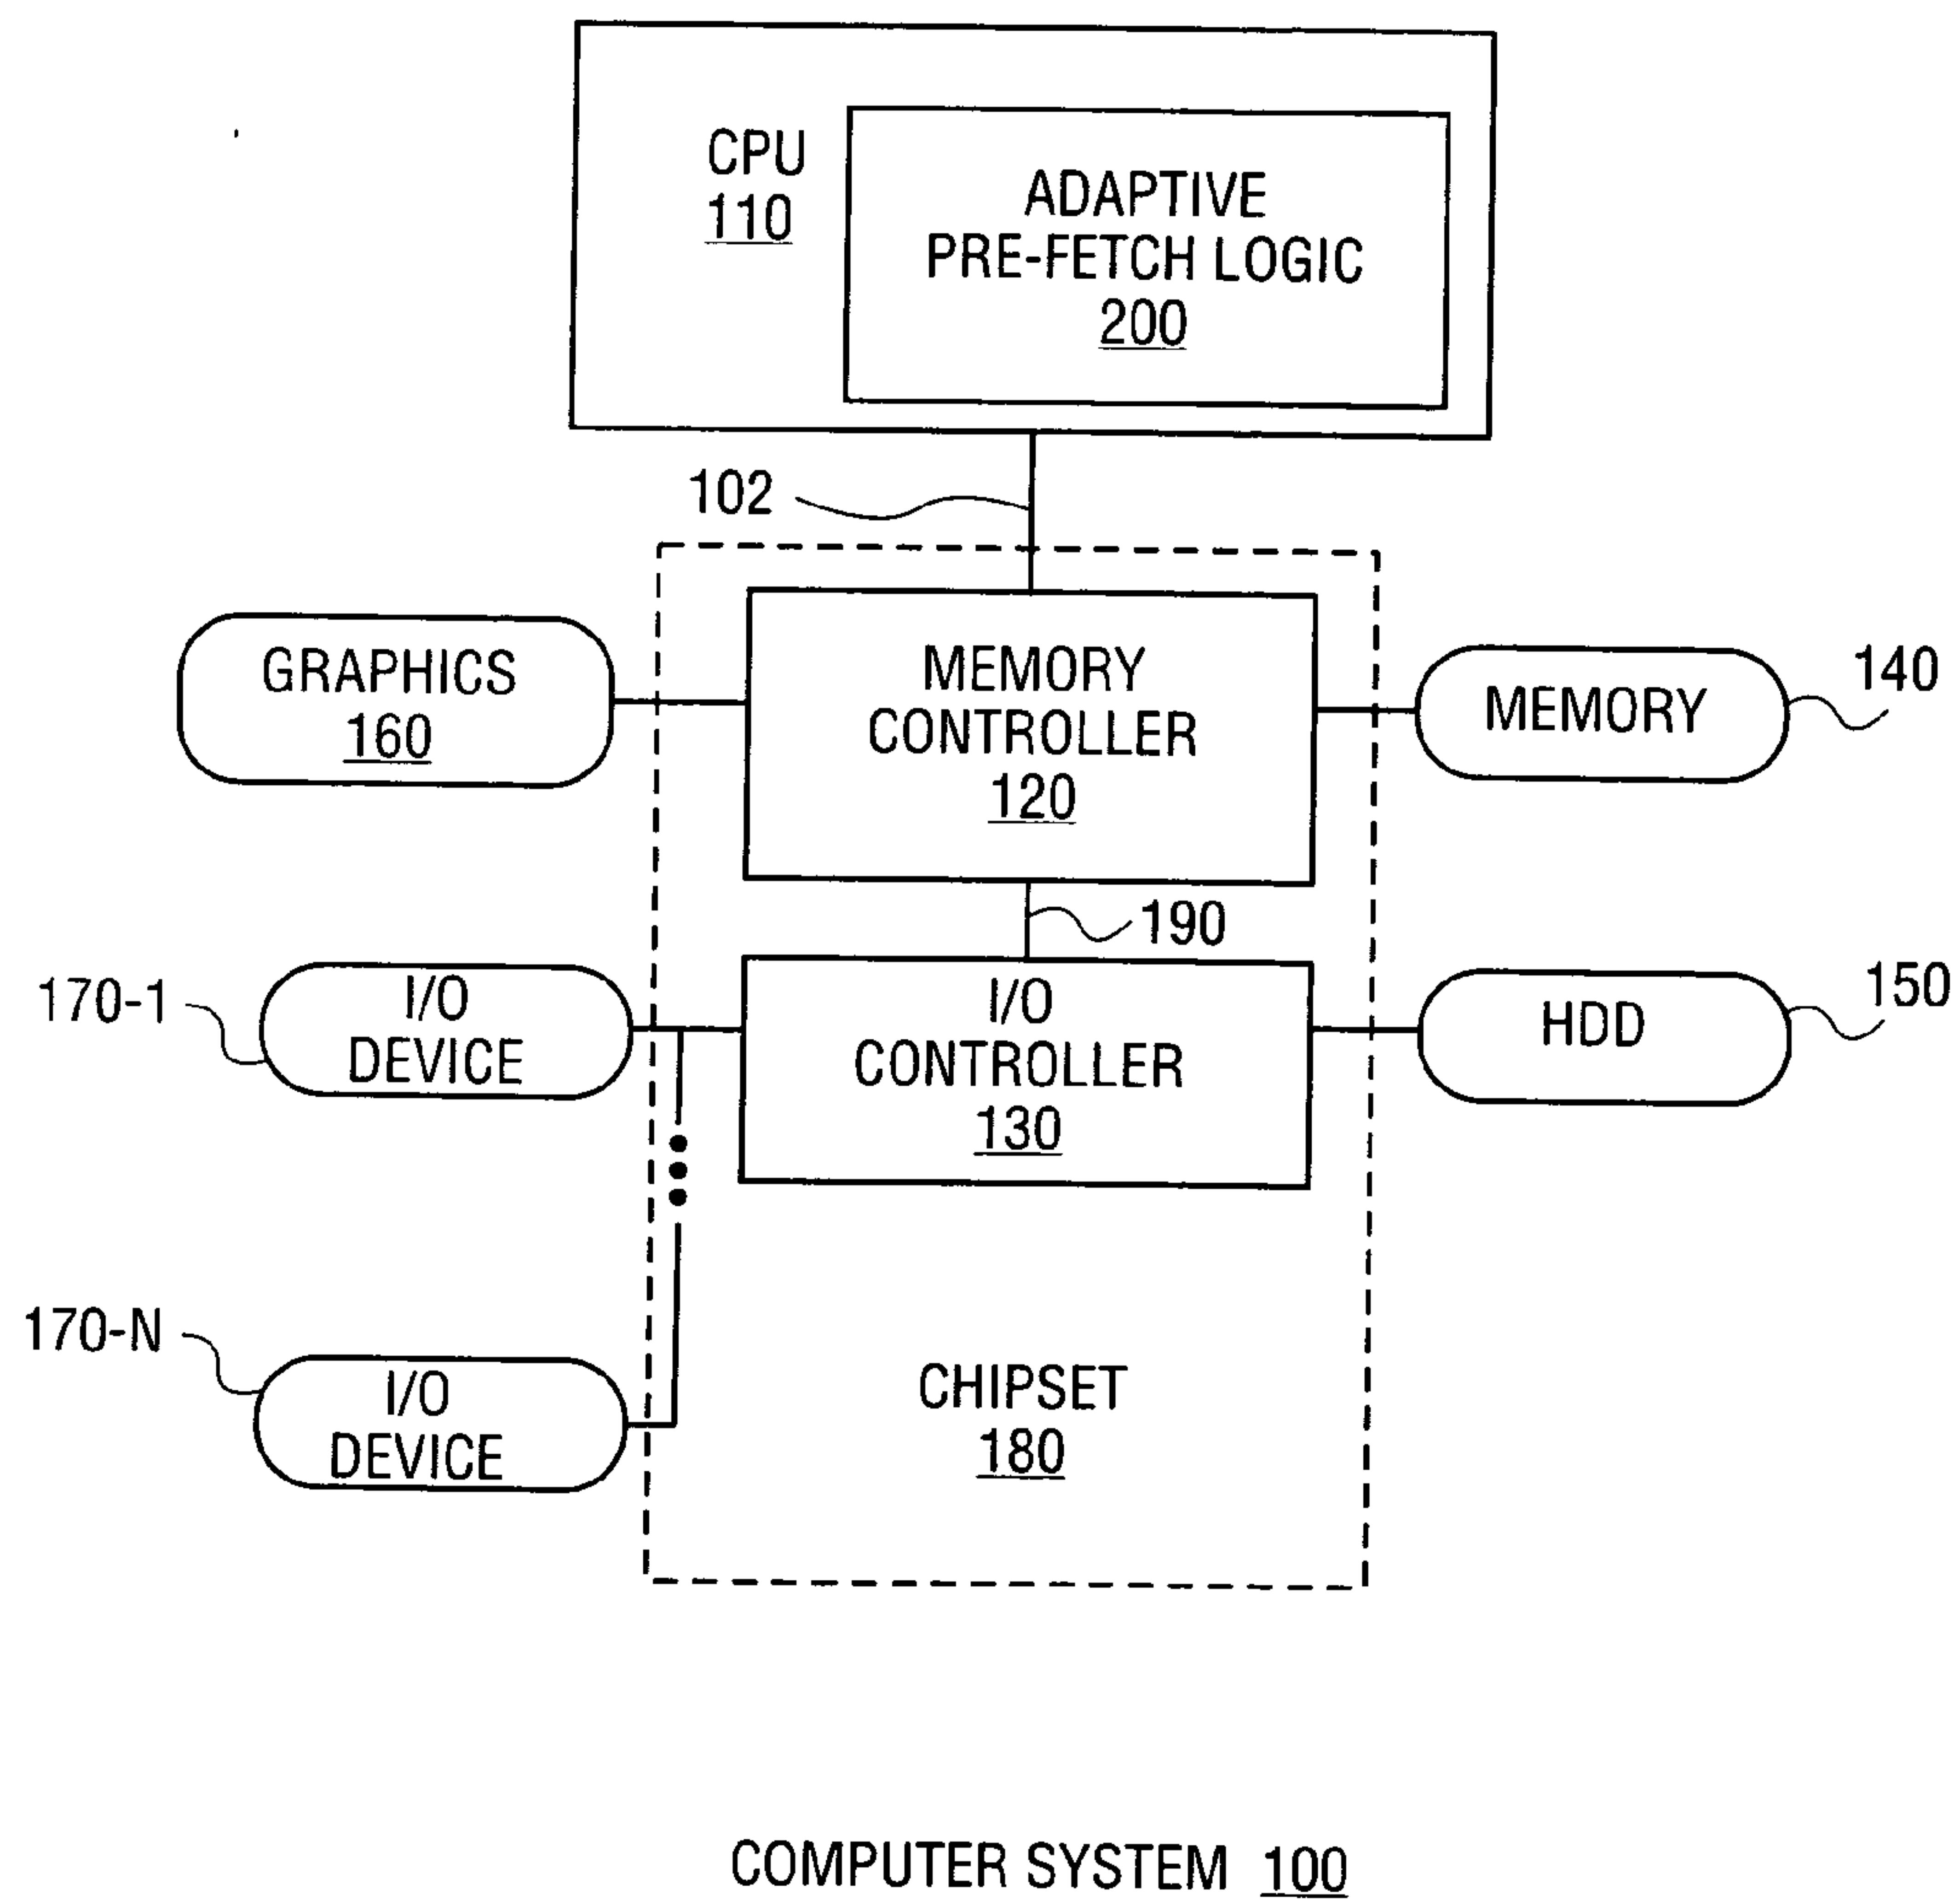 CPU
110
ADAPTIVE
PRE-FETCH LOGIC
200
102
GRAPHICS
160
MEMORY
CONTROLLER
120
MEMORY
140
190
170-1
I/O
DEVICE
I/O
CONTROLLER
130
HDD
150
170-N
I/O
DEVICE
CHIPSET
180
COMPUTER SYSTEM 100